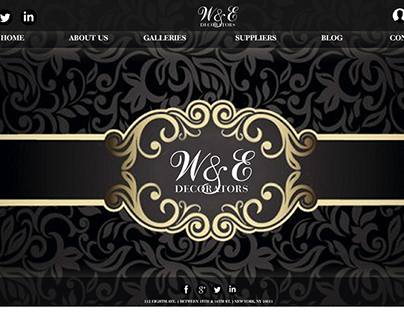 W&E
DECORATORS
HOME ABOUT US GALLERIES SUPPLIERS BLOG CON
W&E
DECORATORS
112 EIGHTH AVE. ( BETWEEN 15TH & 16TH ST. ) NEW YORK, NY 10011